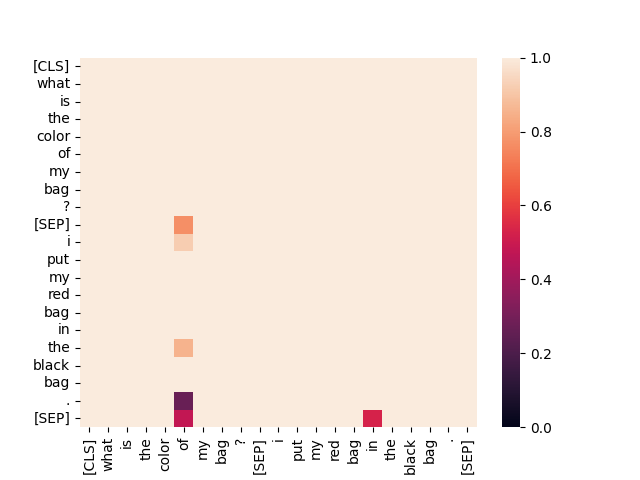 [CLS]
what
is
the
color
of
my
bag
?
[SEP]
i
put
my
red
bag
in
the
black
bag
.
[SEP]
[CLS]
what
is
the
color
of
my
bag
?
[SEP]
i
put
my
red
bag
in
the
black
bag
.
[SEP]
1.0
0.8
0.6
0.4
0.2
0.0